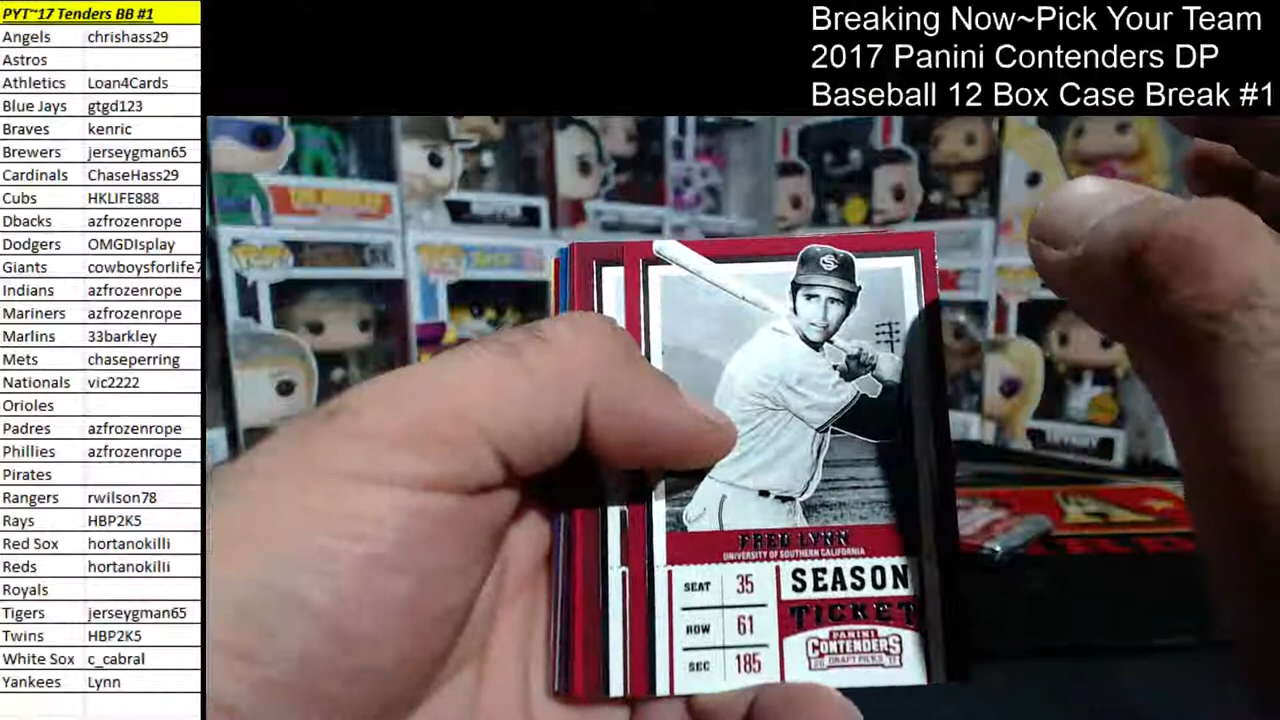 PYT~17 Tenders BB #1
Angels chrishass29
Astros
Athletics Loan4Cards
Blue Jays gtgd123
Braves kenric
Brewers jerseygman65
Cardinals ChaseHass29
Cubs HKLIFE888
Dbacks azfrozenrope
Dodgers OMGDIsplay
Giants cowboysforlife7
Indians azfrozenrope
Mariners azfrozenrope
Marlins 33barkley
Mets chaseperring
Nationals vic2222
Orioles
Padres azfrozenrope
Phillies azfrozenrope
Pirates
Rangers rwilson78
Rays HBP2K5
Red Sox hortanokilli
Reds hortanokilli
Royals
Tigers jerseygman65
Twins HBP2K5
White Sox c_cabral
Yankees Lynn
Breaking Now~Pick Your Team
2017 Panini Contenders DP
Baseball 12 Box Case Break #1
FRED LYNN
UNIVERSITY OF SOUTHERN CALIFORNIA
SEAT 35
ROW 61
SEC 185
SEASON
TICKET
PANINI
CONTENDERS
DRAFT PICKS